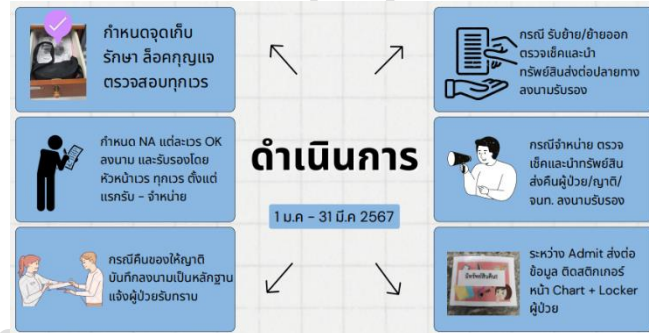 กำหนดจุดเก็บ
รักษา ล็อคกุญแจ
ตรวจสอบทุกเวร
กำหนด NA แต่ละเวร OK
ลงนาม และรับรองโดย
หัวหน้าเวร ทุกเวร ตั้งแต่
แรกรับ - จำหน่าย
กรณีคืนของให้ญาติ
บันทึกลงนามเป็นหลักฐาน
แจ้งผู้ป่วยรับทราบ
ดำเนินการ
1 ม.ค - 31 มี.ค 2567
กรณี รับย้าย/ย้ายออก
ตรวจเช็คและนำ
ทรัพย์สินส่งต่อปลายทาง
ลงนามรับรอง
กรณีจำหน่าย ตรวจ
เช็คและนำทรัพย์สิน
ส่งคืนผู้ป่วย/ญาติ/
จนท. ลงนามรับรอง
ระหว่าง Admit ส่งต่อ
ข้อมูล ติดสติกเกอร์
หน้า Chart + Locker
ผู้ป่วย